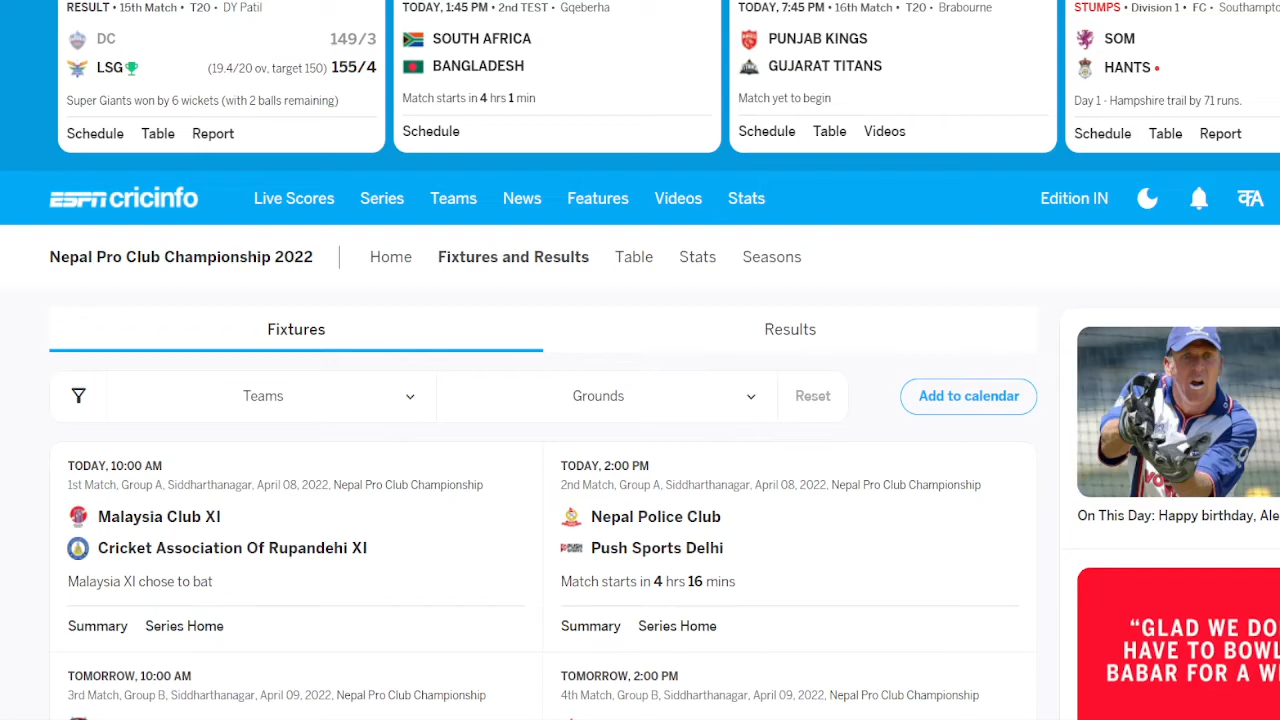 RESULT • 15th Match • T20 • DY Patil
DC 149/3
LSG (19.4/20 ov, target 150) 155/4
Super Giants won by 6 wickets (with 2 balls remaining)
Schedule Table Report
TODAY, 1:45 PM • 2nd TEST • Gqeberha
SOUTH AFRICA
BANGLADESH
Match starts in 4 hrs 1 min
Schedule
TODAY, 7:45 PM • 16th Match • T20 • Brabourne
PUNJAB KINGS
GUJARAT TITANS
Match yet to begin
Schedule Table Videos
STUMPS • Division 1 • FC • Southampto
SOM
HANTS
Day 1 - Hampshire trail by 71 runs.
Schedule Table Report
ESPN cricinfo Live Scores Series Teams News Features Videos Stats Edition IN
Nepal Pro Club Championship 2022 Home Fixtures and Results Table Stats Seasons
Fixtures Results
Teams Grounds Reset Add to calendar
TODAY, 10:00 AM
1st Match, Group A, Siddharthanagar, April 08, 2022, Nepal Pro Club Championship
Malaysia Club XI
Cricket Association Of Rupandehi XI
Malaysia XI chose to bat
Summary Series Home
TODAY, 2:00 PM
2nd Match, Group A, Siddharthanagar, April 08, 2022, Nepal Pro Club Championship
Nepal Police Club
Push Sports Delhi
Match starts in 4 hrs 16 mins
Summary Series Home
TOMORROW, 10:00 AM
3rd Match, Group B, Siddharthanagar, April 09, 2022, Nepal Pro Club Championship
TOMORROW, 2:00 PM
4th Match, Group B, Siddharthanagar, April 09, 2022, Nepal Pro Club Championship
On This Day: Happy birthday, Ale
“GLAD WE DO
HAVE TO BOWL
BABAR FOR A W